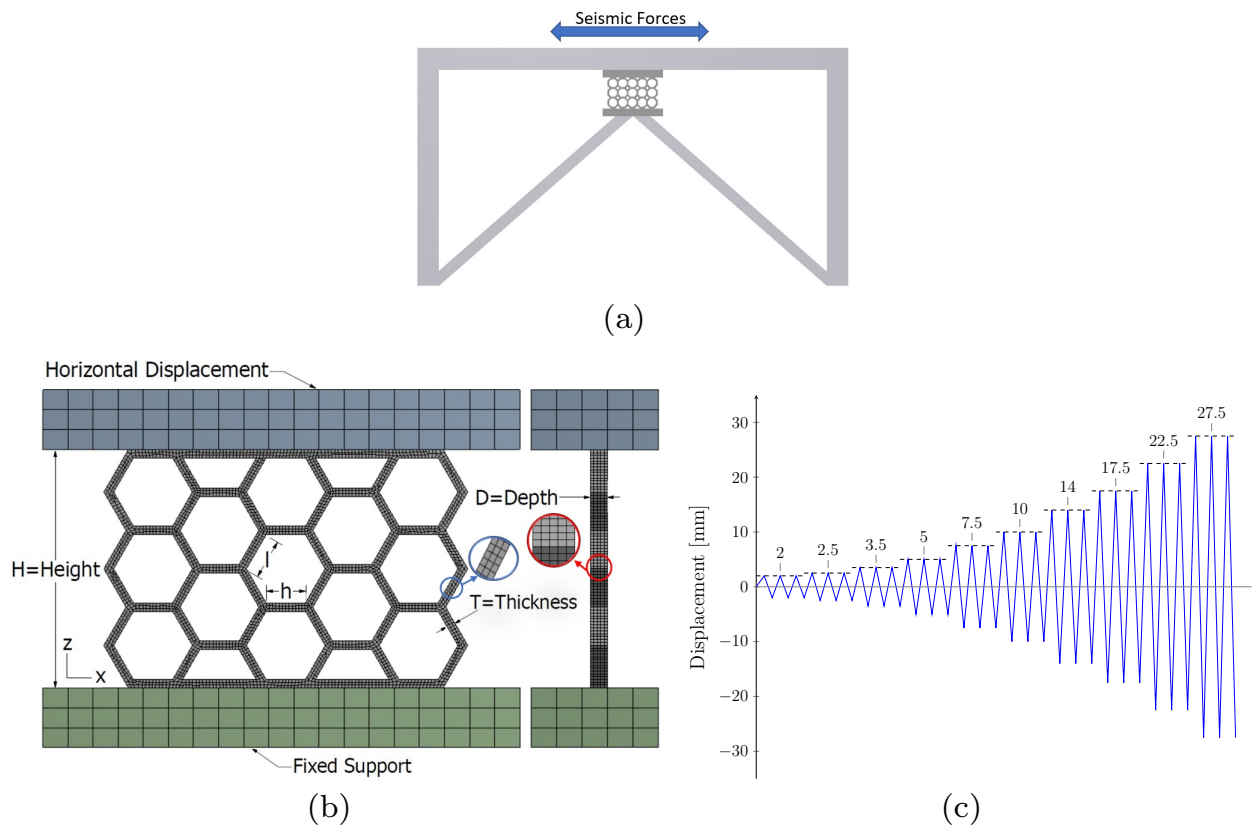 Seismic Forces
(a)
Horizontal Displacement
H=Height
l
h
D=Depth
T=Thickness
z
x
Fixed Support
(b)
Displacement [mm]
30
20
10
0
−10
−20
−30
2
2.5
3.5
5
7.5
10
14
17.5
22.5
27.5
(c)